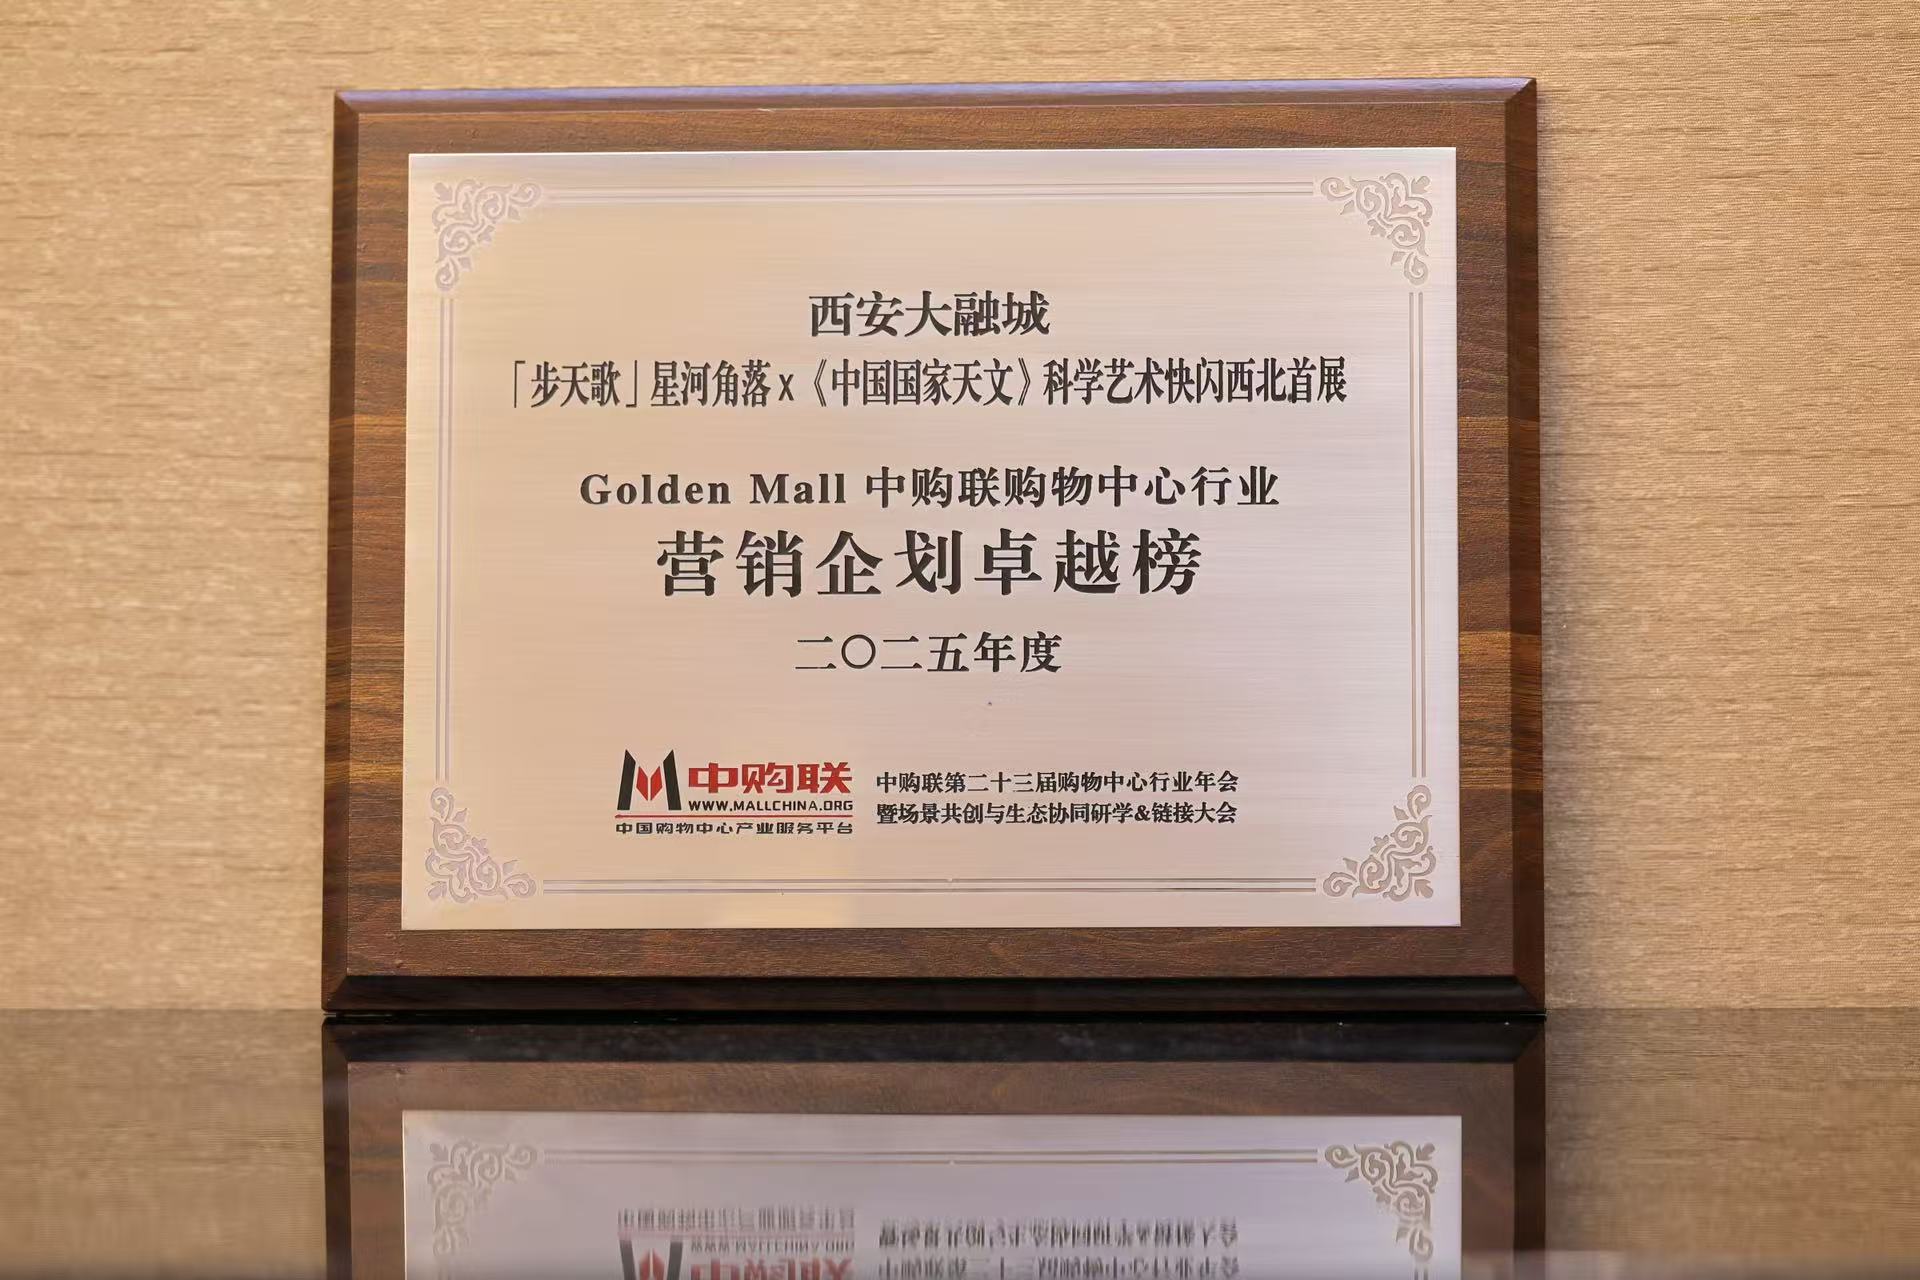 西安大融城
「步天歌」星河角落x《中国国家天文》科学艺术快闪西北首展
Golden Mall 中购联购物中心行业
营销企划卓越榜
二〇二五年度
中购联
WWW.MALLCHINA.ORG
中国购物中心产业服务平台
中购联第二十三届购物中心行业年会
暨场景共创与生态协同研学&链接大会